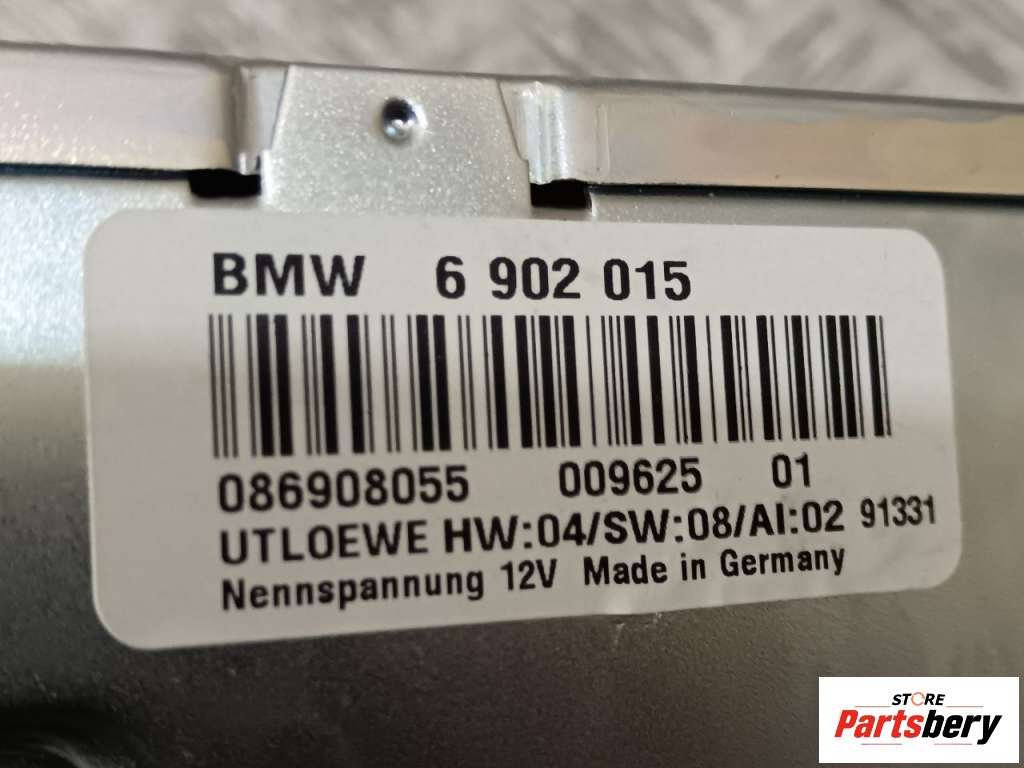 BMW 6 902 015
086908055 009625 01
UTLOEWE HW:04/SW:08/AI:02 91331
Nennspannung 12V Made in Germany
STORE
Partsbery